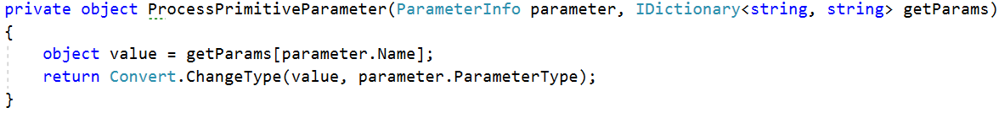 private object ProcessPrimitiveParameter(ParameterInfo parameter, IDictionary<string, string> getParams)
{
    object value = getParams[parameter.Name];
    return Convert.ChangeType(value, parameter.ParameterType);
}